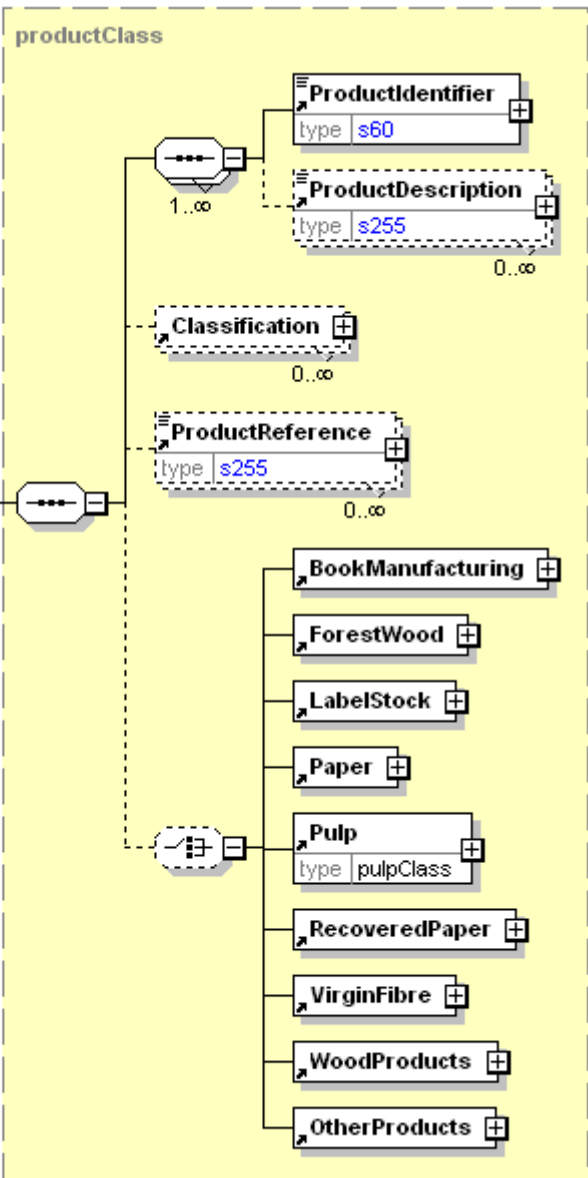 productClass
ProductIdentifier
type s60
1..∞
ProductDescription
type s255
0..∞
Classification
0..∞
ProductReference
type s255
0..∞
BookManufacturing
ForestWood
LabelStock
Paper
Pulp
type pulpClass
RecoveredPaper
VirginFibre
WoodProducts
OtherProducts